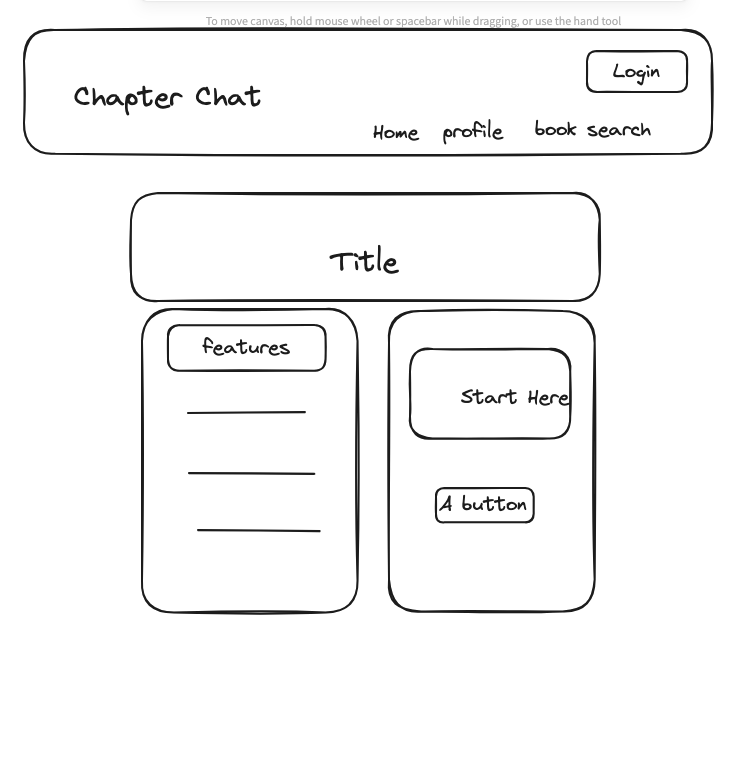 To move canvas, hold mouse wheel or spacebar while dragging, or use the hand tool
Login
Chapter Chat
Home profile book search
Title
features
Start Here
A button